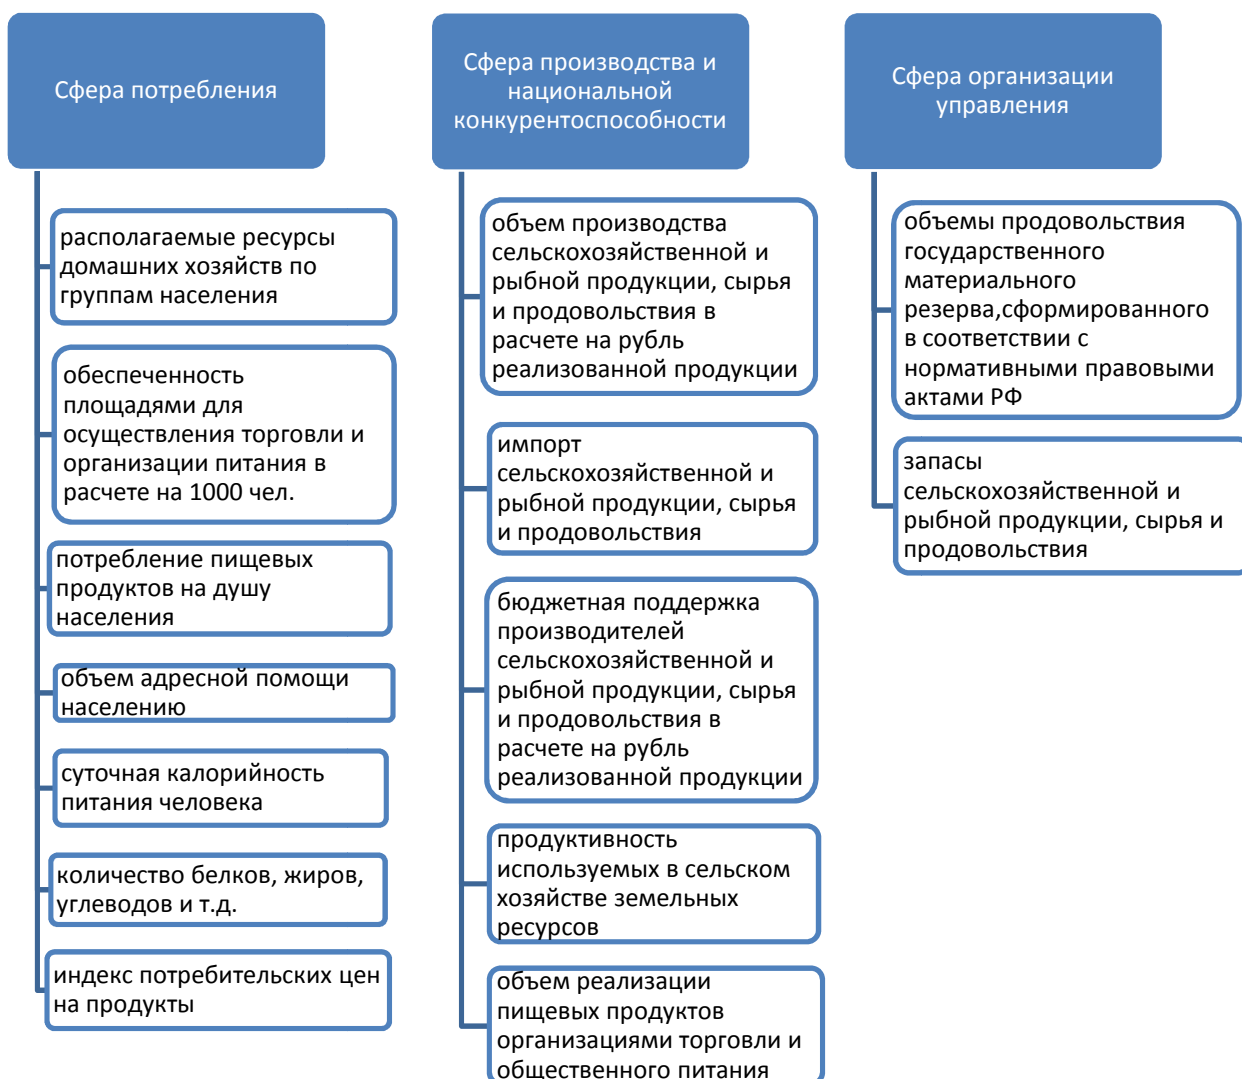 Сфера потребления
располагаемые ресурсы
домашних хозяйств по
группам населения
обеспеченность
площадями для
осуществления торговли и
организации питания в
расчете на 1000 чел.
потребление пищевых
продуктов на душу
населения
объем адресной помощи
населению
суточная калорийность
питания человека
количество белков, жиров,
углеводов и т.д.
индекс потребительских цен
на продукты
Сфера производства и
национальной
конкурентоспособности
объем производства
сельскохозяйственной и
рыбной продукции, сырья
и продовольствия в
расчете на рубль
реализованной продукции
импорт
сельскохозяйственной и
рыбной продукции, сырья
и продовольствия
бюджетная поддержка
производителей
сельскохозяйственной и
рыбной продукции, сырья
и продовольствия в
расчете на рубль
реализованной продукции
продуктивность
используемых в сельском
хозяйстве земельных
ресурсов
объем реализации
пищевых продуктов
организациями торговли и
общественного питания
Сфера организации
управления
объемы продовольствия
государственного
материального
резерва,сформированного
в соответствии с
нормативными правовыми
актами РФ
запасы
сельскохозяйственной и
рыбной продукции, сырья и
продовольствия